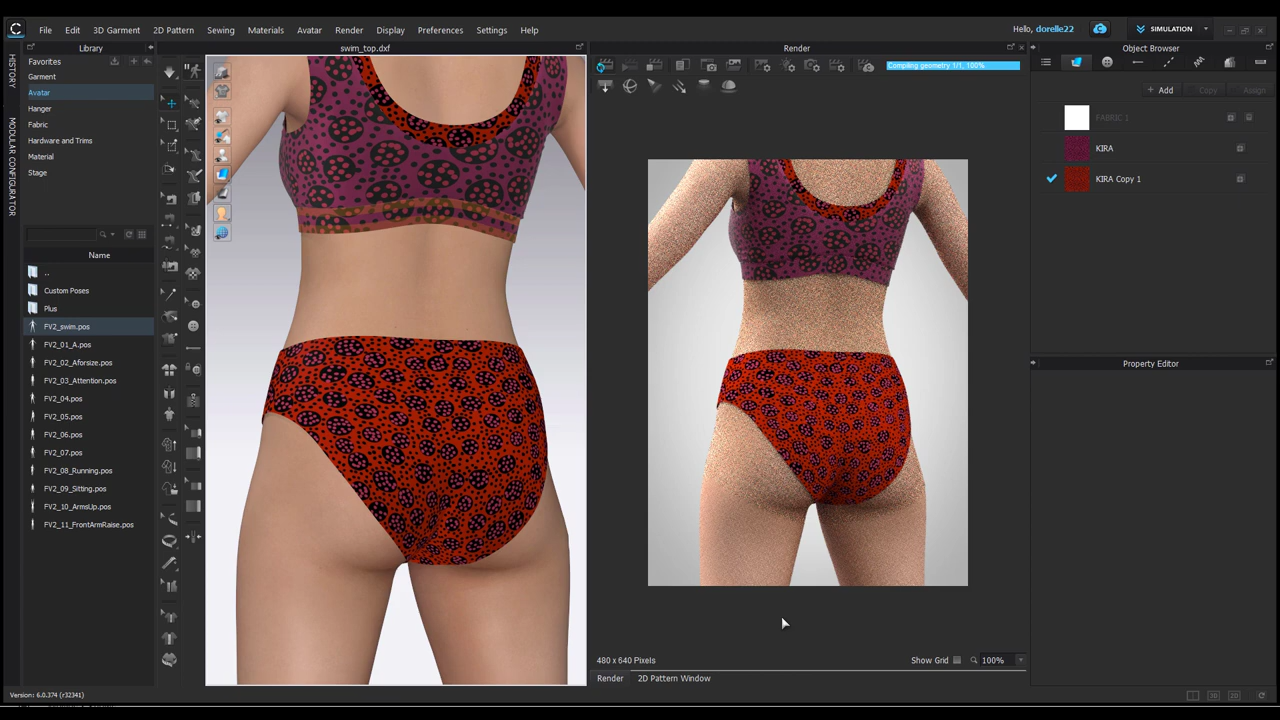 File Edit 3D Garment 2D Pattern Sewing Materials Avatar Render Display Preferences Settings Help
Hello, dorelle22
SIMULATION
HISTORY
MODULAR CONFIGURATOR
Library
Favorites
Garment
Avatar
Hanger
Fabric
Hardware and Trims
Material
Stage
Name
..
Custom Poses
Plus
FV2_swim.pos
FV2_01_A.pos
FV2_02_Aforsize.pos
FV2_03_Attention.pos
FV2_04.pos
FV2_05.pos
FV2_06.pos
FV2_07.pos
FV2_08_Running.pos
FV2_09_Sitting.pos
FV2_10_ArmsUp.pos
FV2_11_FrontArmRaise.pos
swim_top.dxf
Render
Compiling geometry 1/1, 100%
480 x 640 Pixels
Show Grid
100%
Render
2D Pattern Window
Object Browser
+ Add
Copy
Assign
FABRIC 1
KIRA
KIRA Copy 1
Property Editor
Version: 6.0.374 (r32341)
3D
2D